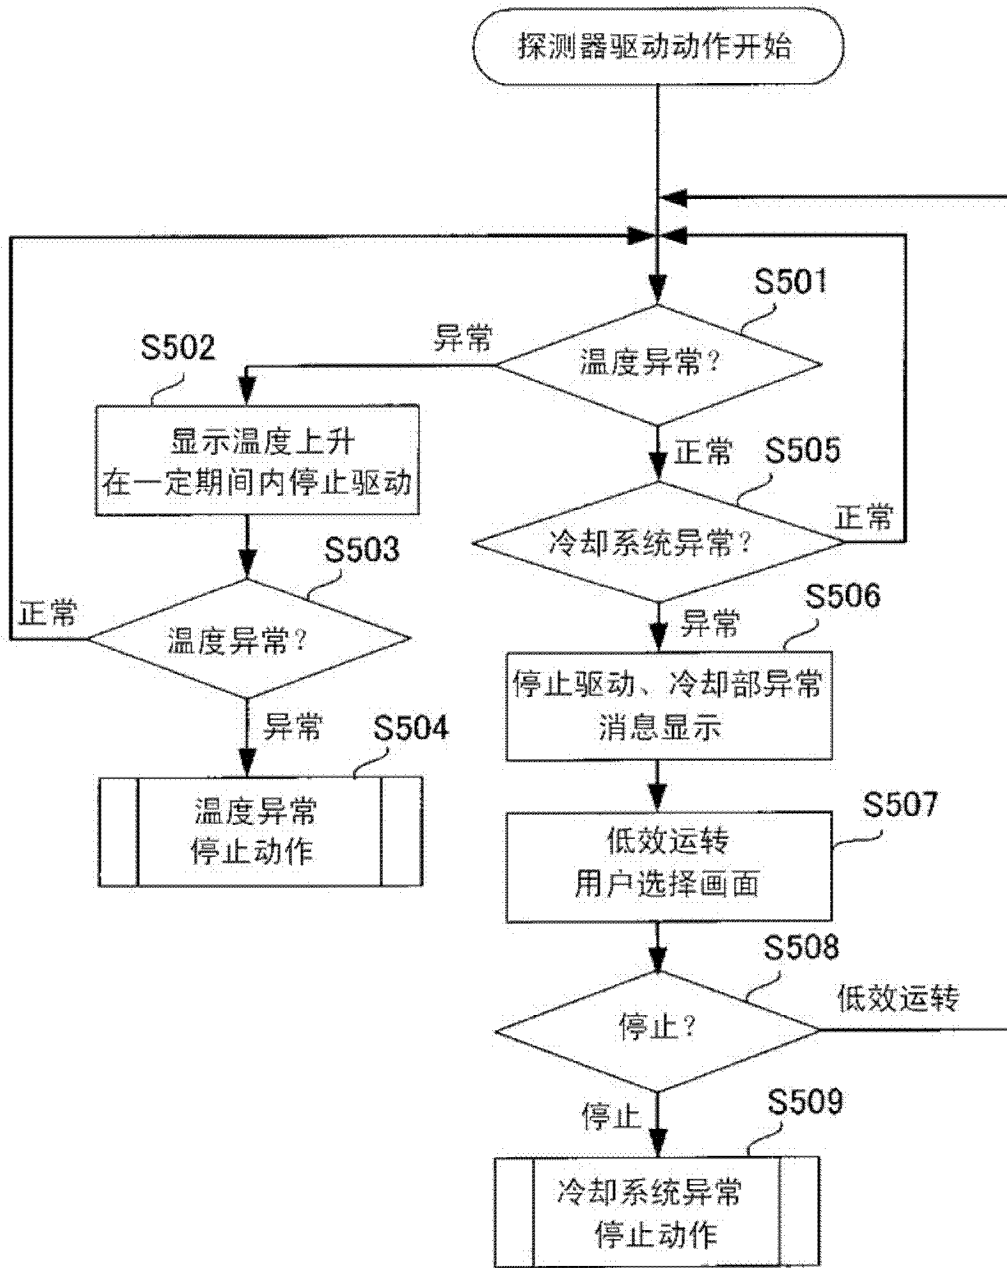 探测器驱动动作开始
S501
温度异常？
异常
S502
显示温度上升
在一定期间内停止驱动
正常
S505
冷却系统异常？
正常
S503
温度异常？
正常
异常
S506
停止驱动、冷却部异常
消息显示
异常
S504
温度异常
停止动作
S507
低效运转
用户选择画面
S508
停止？
低效运转
停止
S509
冷却系统异常
停止动作